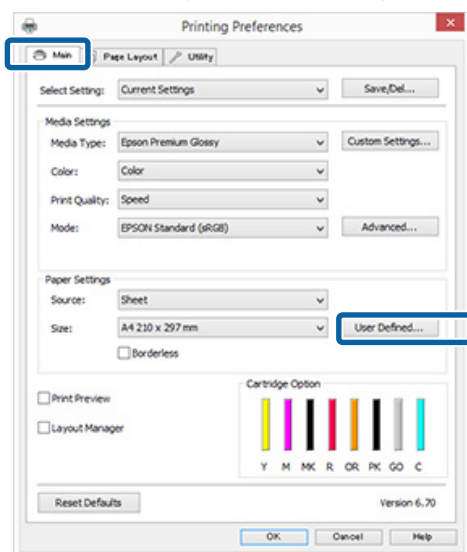 Printing Preferences
Main Page Layout Utility
Select Setting: Current Settings Save/Del...
Media Settings
Media Type: Epson Premium Glossy Custom Settings...
Color: Color
Print Quality: Speed
Mode: EPSON Standard (sRGB) Advanced...
Paper Settings
Source: Sheet
Size: A4 210 x 297 mm User Defined...
Borderless
Cartridge Option
Print Preview
Layout Manager
Y M MK R OR PK GO C
Reset Defaults Version 6.70
OK Cancel Help